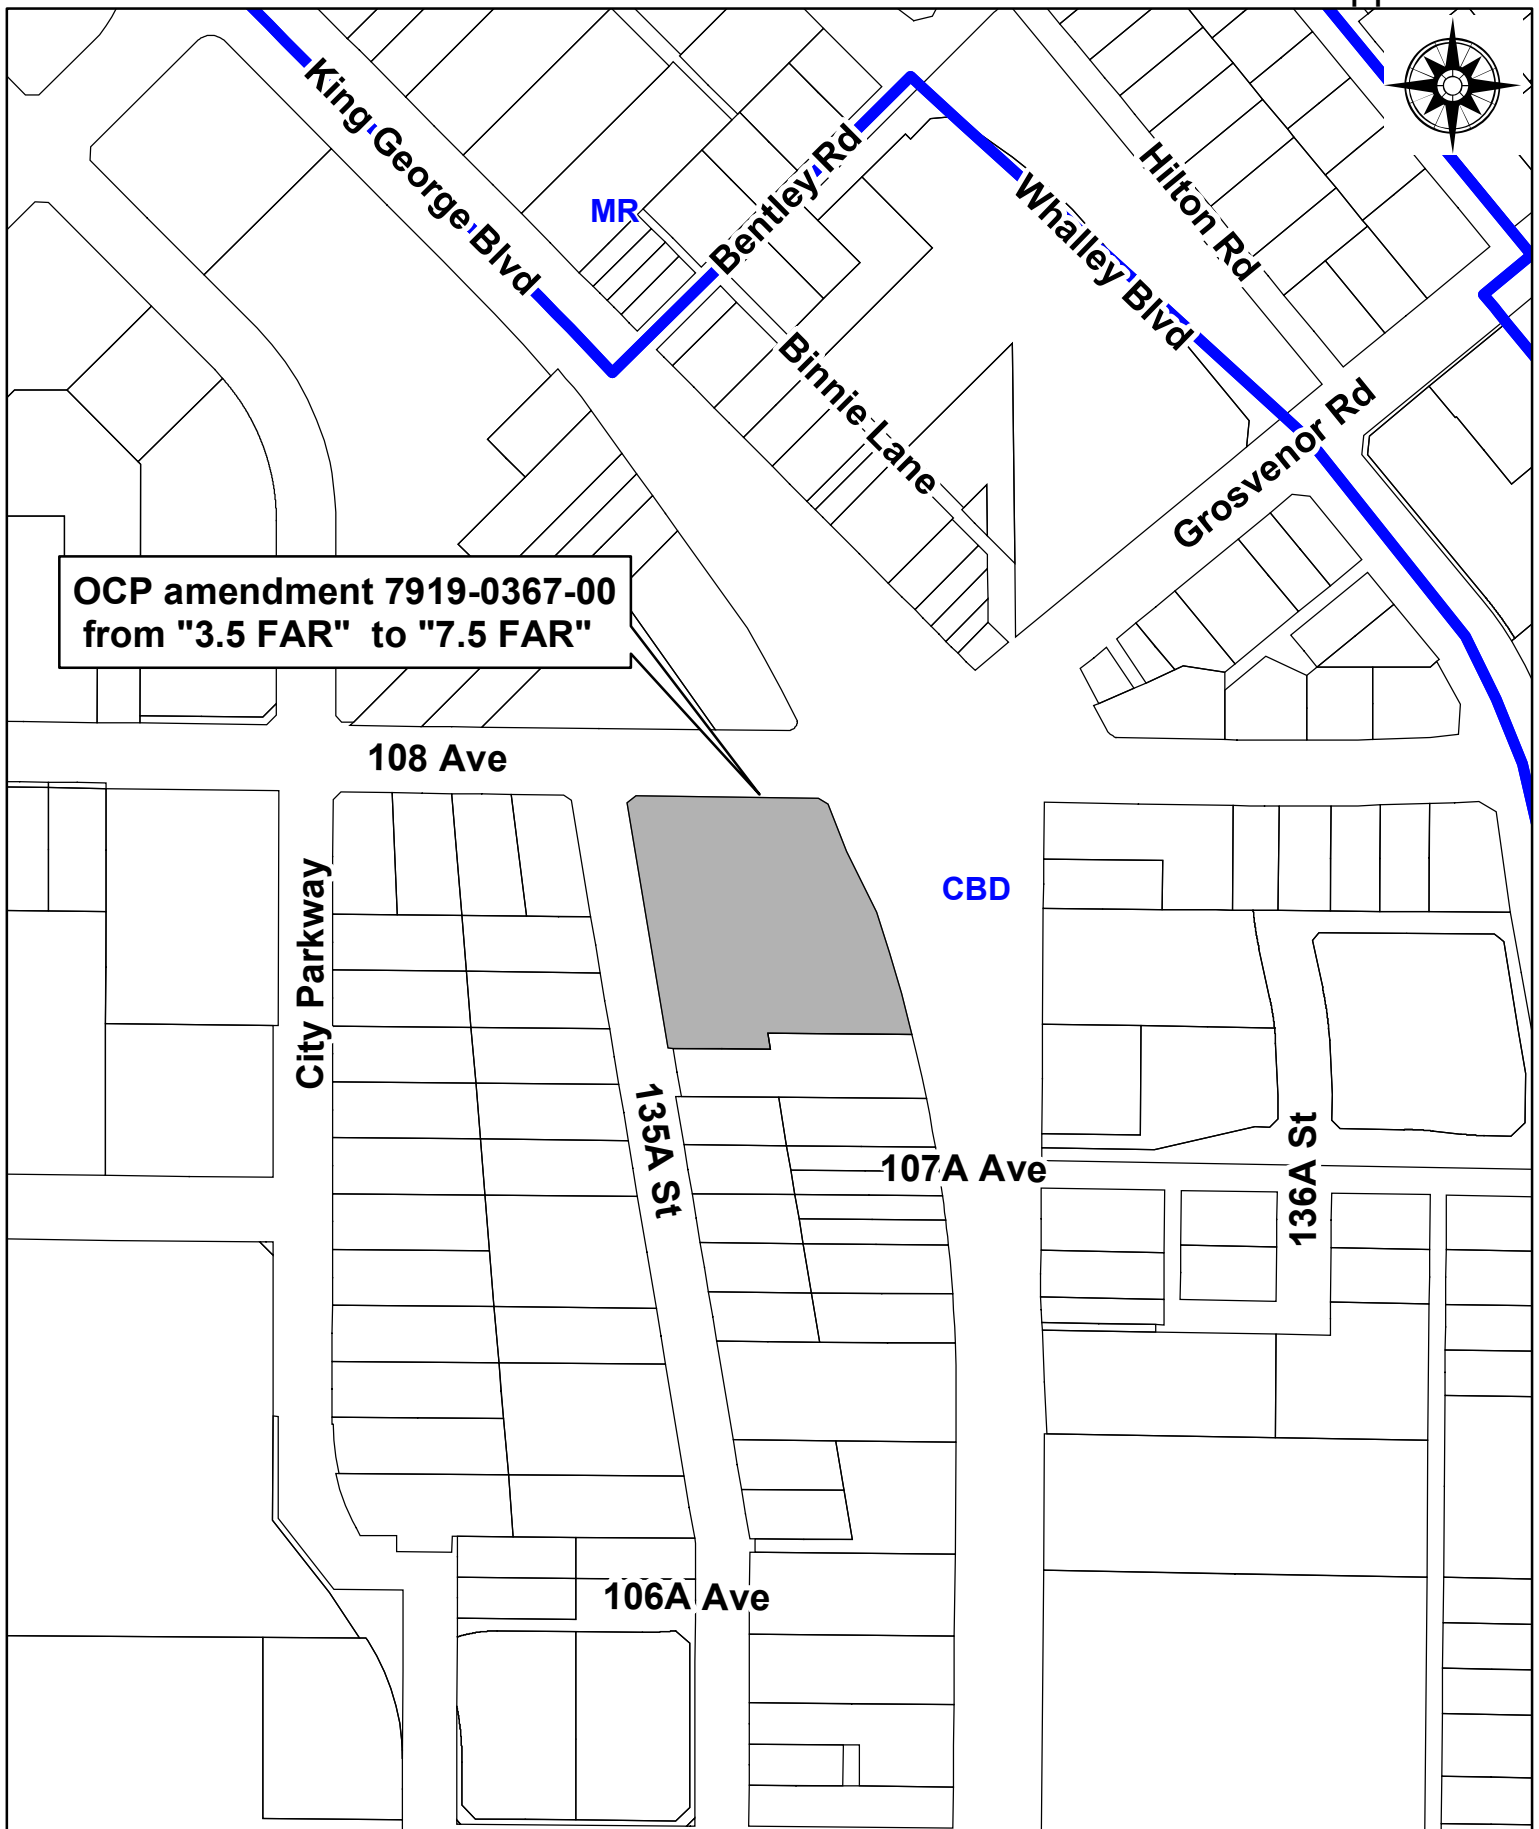 King George Blvd
MR
Bentley Rd
Whalley Blvd
Hilton Rd
Binnie Lane
Grosvenor Rd
OCP amendment 7919-0367-00
from "3.5 FAR" to "7.5 FAR"
108 Ave
CBD
City Parkway
135A St
107A Ave
136A St
106A Ave